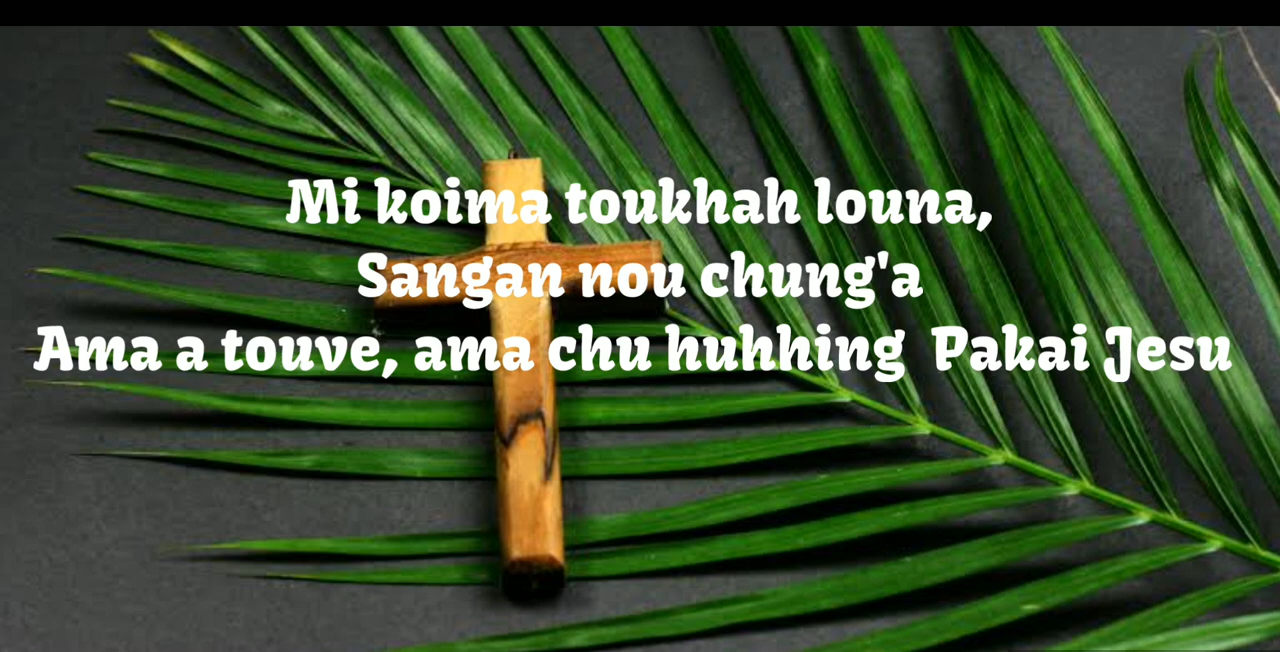 Mi koima toukhah louna,
Sangan nou chung'a
Ama a touve, ama chu huhhing Pakai Jesu